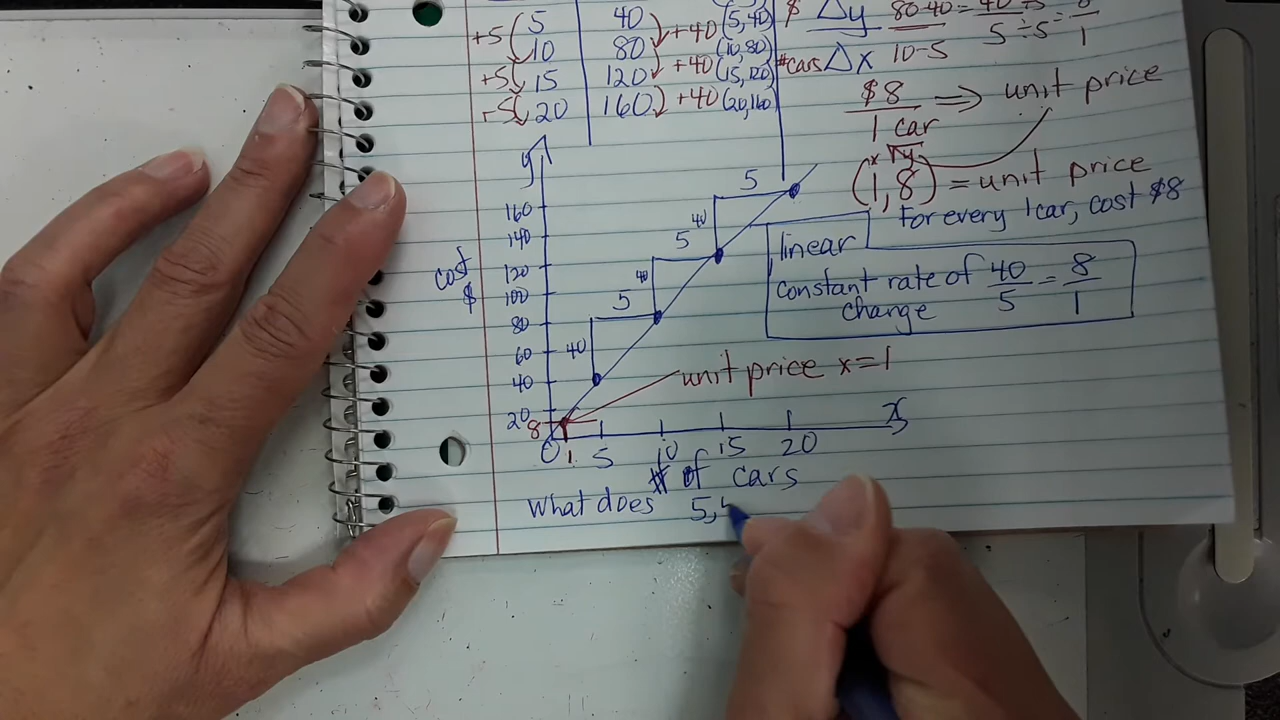 +5 5 40 +40 (5,40) $ Δy 80-40 = 40 ÷5 = 8
10 80 (10,80) 10-5 5 ÷5 1
+5 15 120 +40 (15,120) #cars Δx
+5 20 160 +40 (20,160)
$8 ⟹ unit price
1 car
x y
(1,8) = unit price
For every 1 car, cost $8
y
160
140
120
100
80
60
40
20
8
0 1 5 10 15 20 x
cost
$
40 5
40 5
40 5
linear
constant rate of 40 = 8
change 5 1
unit price x=1
# of cars
What does 5,